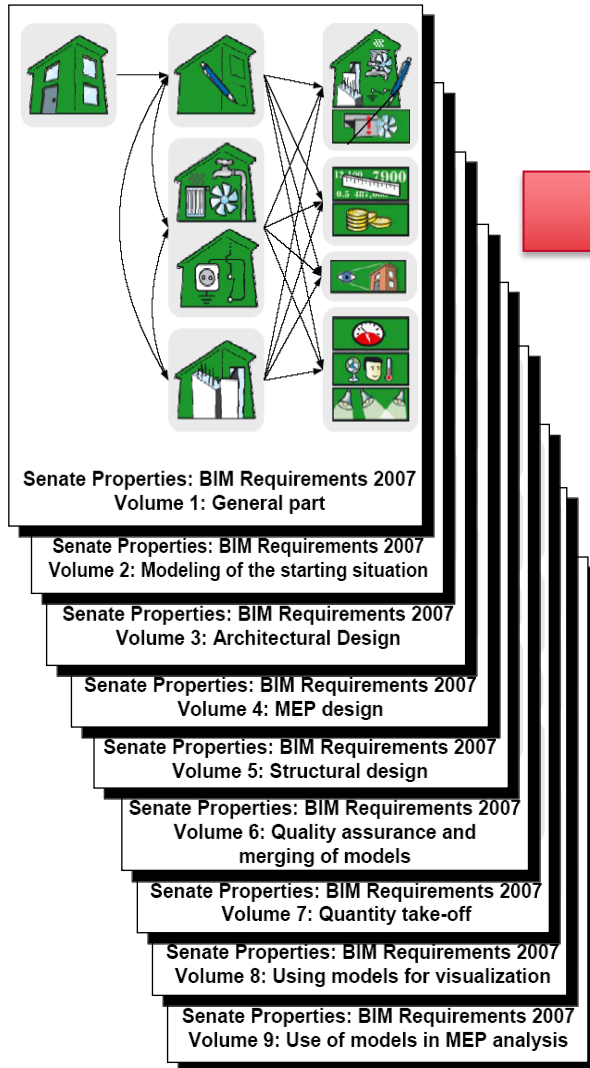 7900
Senate Properties: BIM Requirements 2007
Volume 1: General part
Senate Properties: BIM Requirements 2007
Volume 2: Modeling of the starting situation
Senate Properties: BIM Requirements 2007
Volume 3: Architectural Design
Senate Properties: BIM Requirements 2007
Volume 4: MEP design
Senate Properties: BIM Requirements 2007
Volume 5: Structural design
Senate Properties: BIM Requirements 2007
Volume 6: Quality assurance and
merging of models
Senate Properties: BIM Requirements 2007
Volume 7: Quantity take-off
Senate Properties: BIM Requirements 2007
Volume 8: Using models for visualization
Senate Properties: BIM Requirements 2007
Volume 9: Use of models in MEP analysis